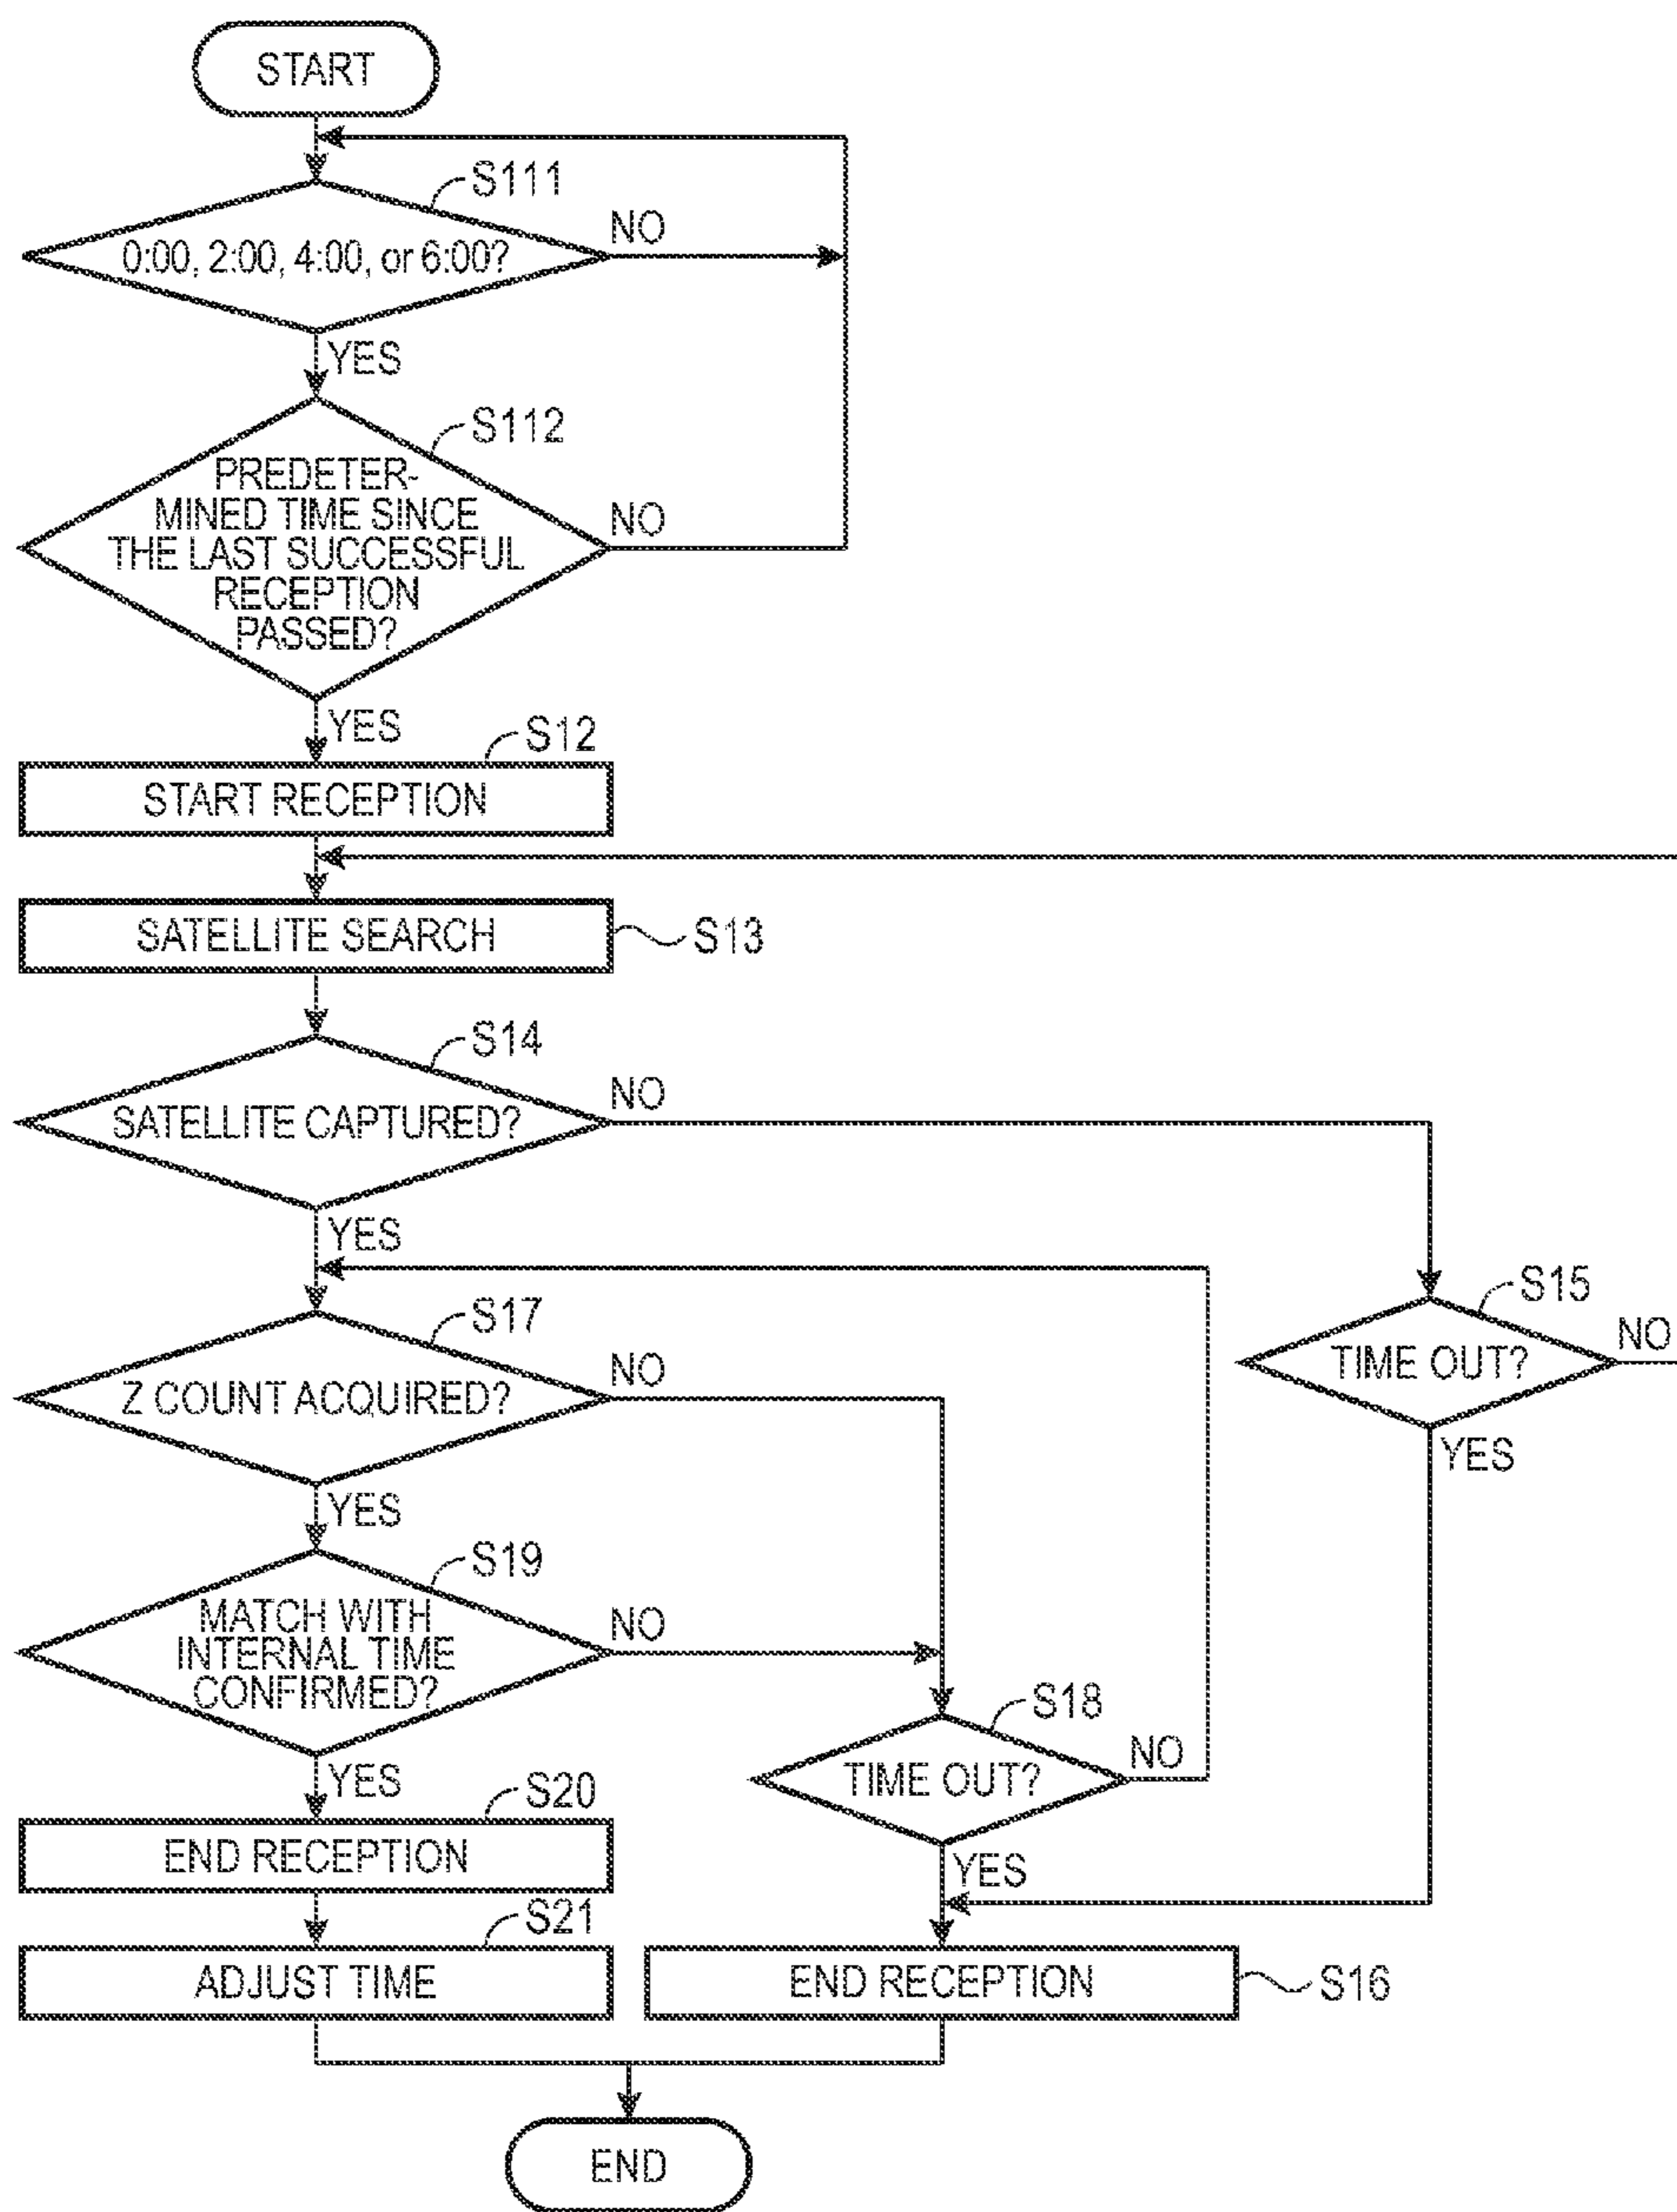 START
S111
0:00, 2:00, 4:00, or 6:00?
NO
YES
S112
PREDETER-
MINED TIME SINCE
THE LAST SUCCESSFUL
RECEPTION
PASSED?
NO
YES
S12
START RECEPTION
SATELLITE SEARCH
S13
S14
SATELLITE CAPTURED?
NO
YES
S15
TIME OUT?
NO
YES
S17
Z COUNT ACQUIRED?
NO
YES
S19
MATCH WITH
INTERNAL TIME
CONFIRMED?
NO
S18
TIME OUT?
NO
YES
YES
S20
END RECEPTION
S21
ADJUST TIME
END RECEPTION
S16
END